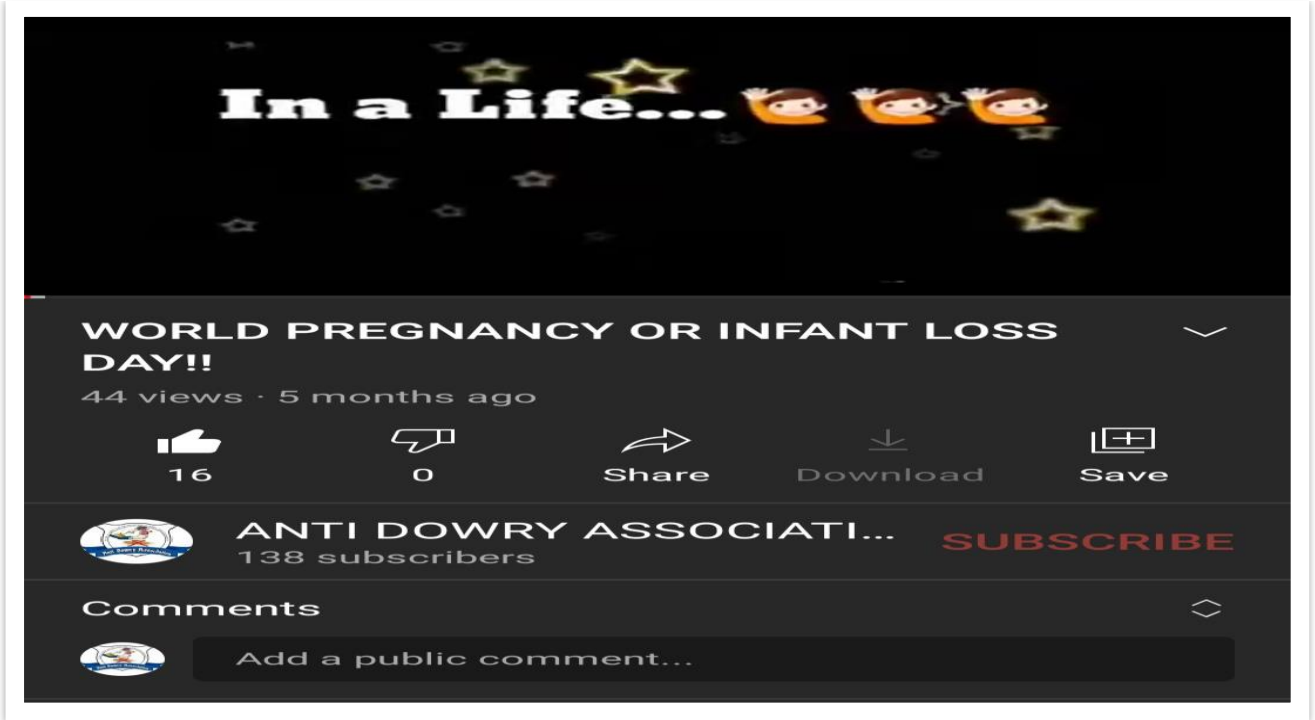 In a Life... 🙋🙋🙋
WORLD PREGNANCY OR INFANT LOSS
DAY!!
44 views · 5 months ago
16
0
Share
Download
Save
ANTI DOWRY ASSOCIATI...
138 subscribers
SUBSCRIBE
Comments
Add a public comment...